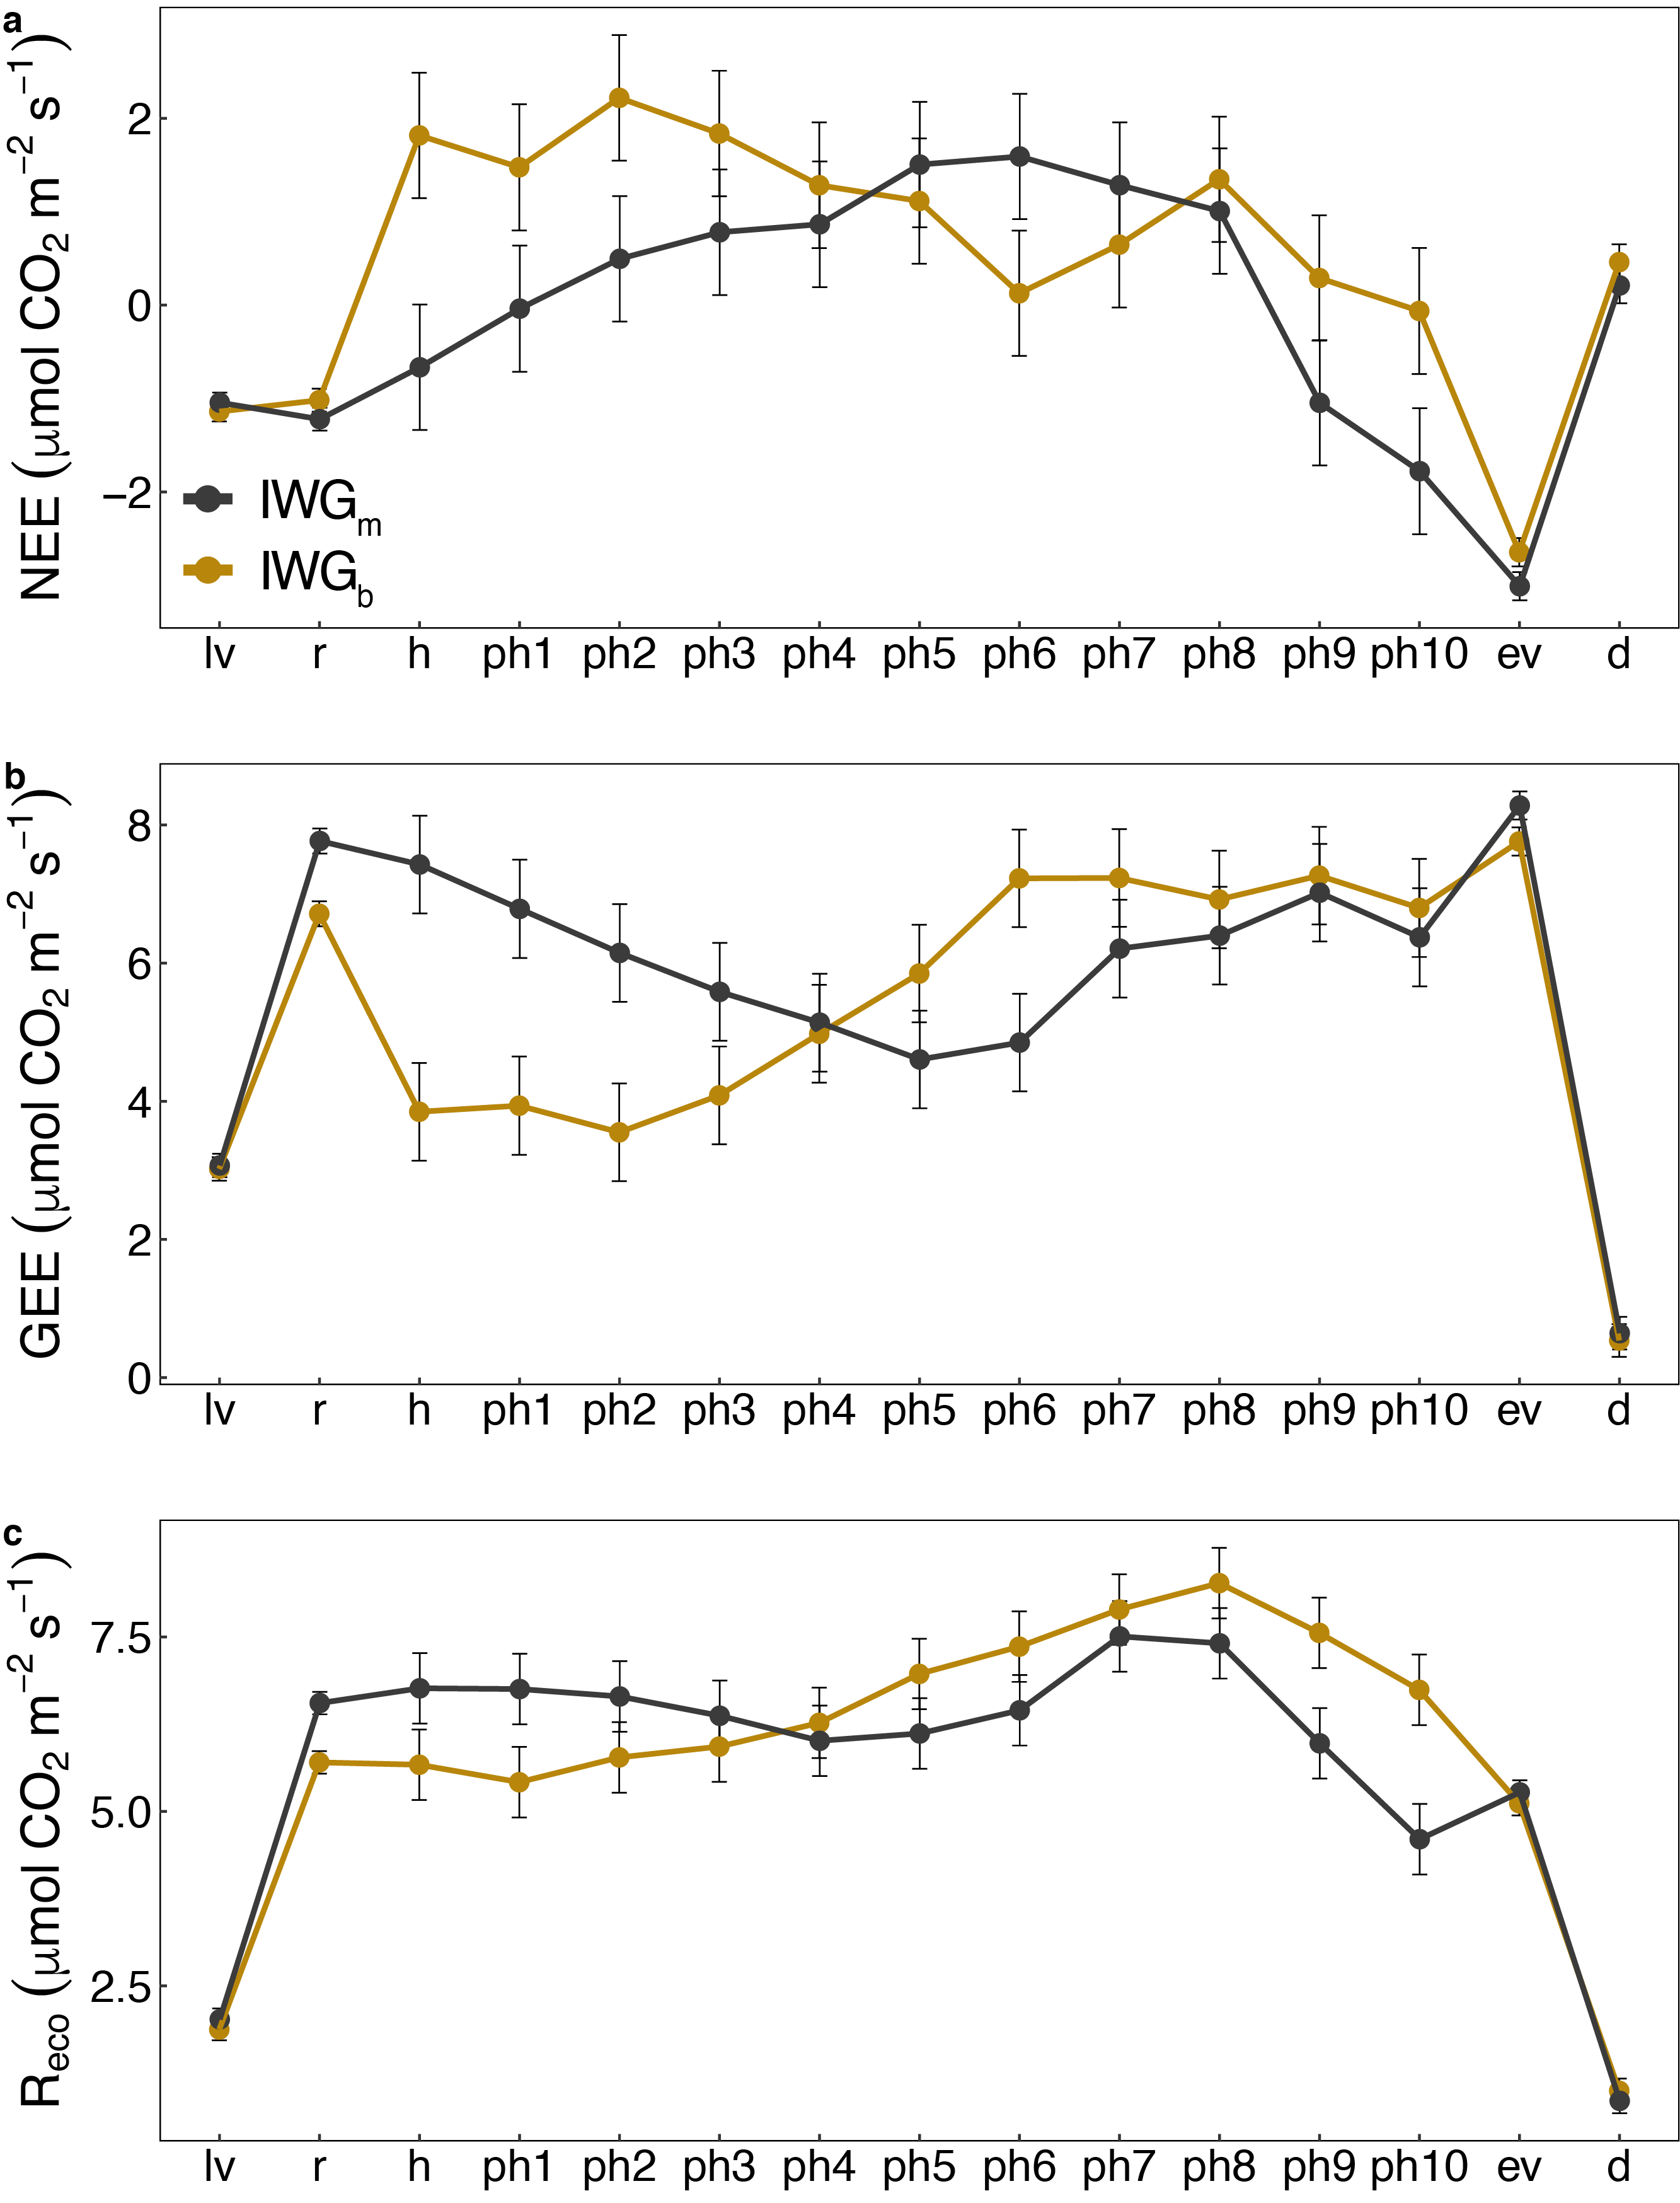 a
NEE (μmol CO₂ m⁻² s⁻¹)
2
0
−2
IWGₘ
IWG_b
lv r h ph1 ph2 ph3 ph4 ph5 ph6 ph7 ph8 ph9 ph10 ev d
b
GEE (μmol CO₂ m⁻² s⁻¹)
8
6
4
2
0
lv r h ph1 ph2 ph3 ph4 ph5 ph6 ph7 ph8 ph9 ph10 ev d
c
R_eco (μmol CO₂ m⁻² s⁻¹)
7.5
5.0
2.5
lv r h ph1 ph2 ph3 ph4 ph5 ph6 ph7 ph8 ph9 ph10 ev d